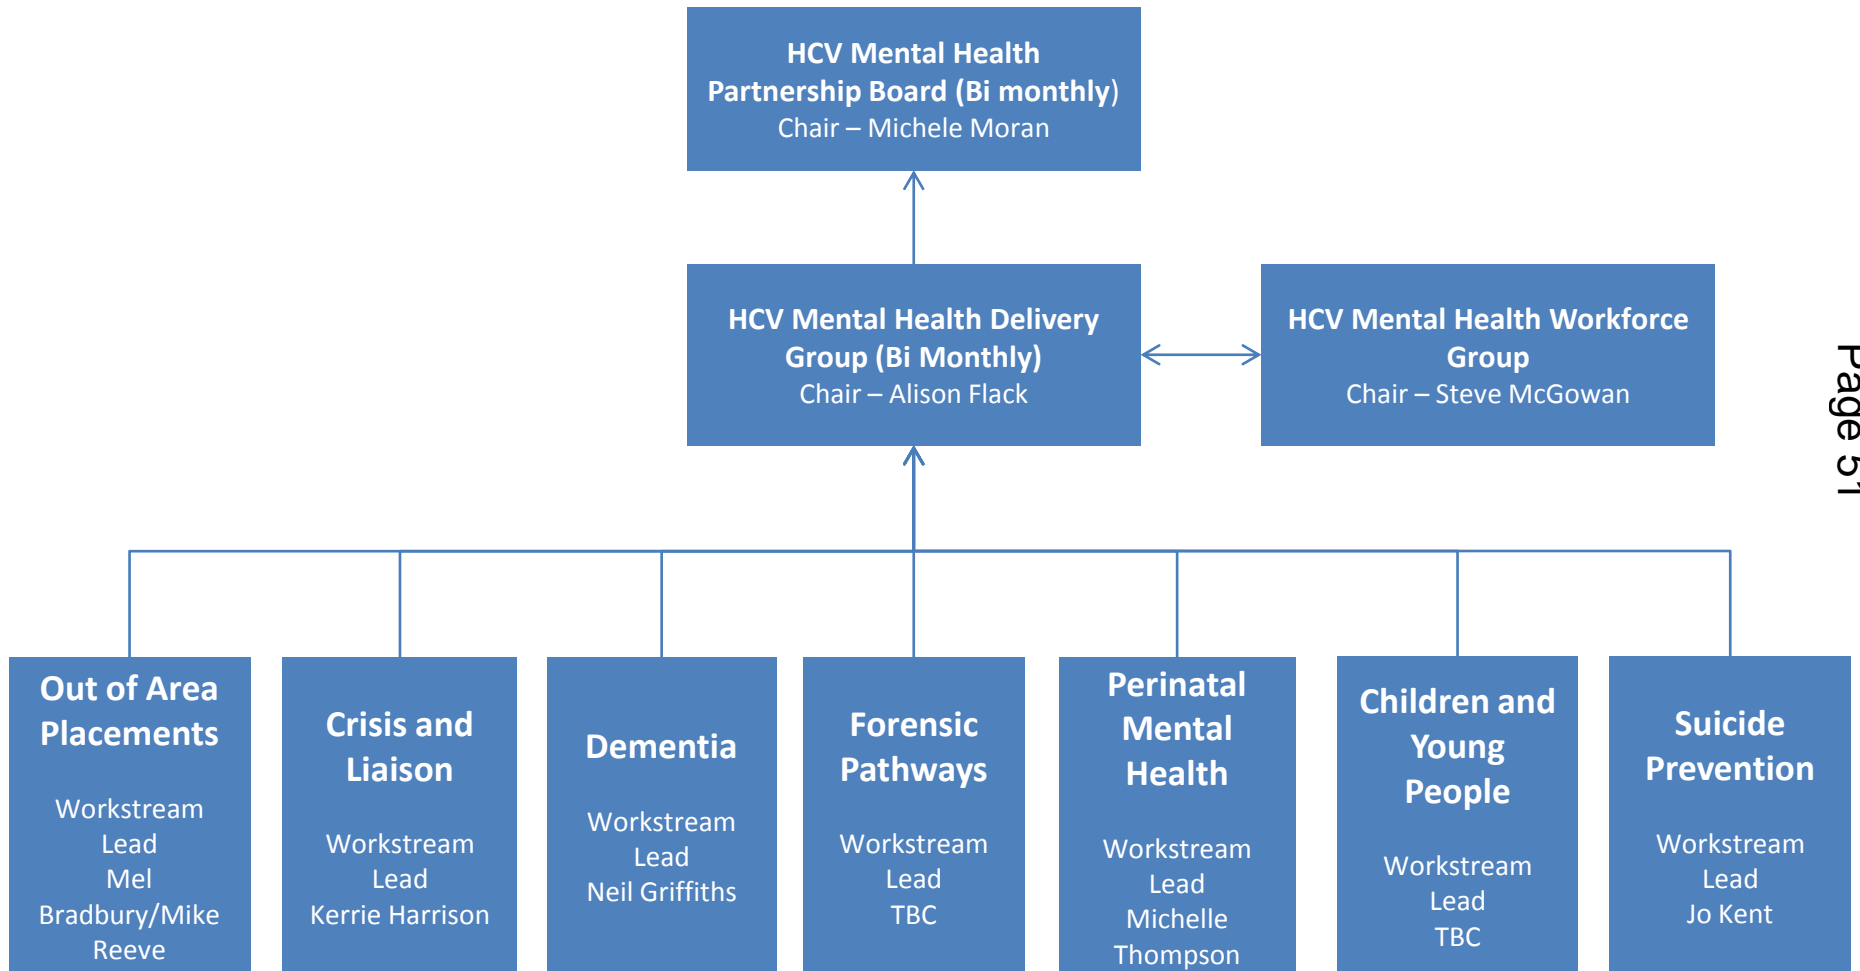 HCV Mental Health
Partnership Board (Bi monthly)
Chair – Michele Moran
HCV Mental Health Delivery
Group (Bi Monthly)
Chair – Alison Flack
HCV Mental Health Workforce
Group
Chair – Steve McGowan
Page 51
Out of Area
Placements
Workstream
Lead
Mel
Bradbury/Mike
Reeve
Crisis and
Liaison
Workstream
Lead
Kerrie Harrison
Dementia
Workstream
Lead
Neil Griffiths
Forensic
Pathways
Workstream
Lead
TBC
Perinatal
Mental
Health
Workstream
Lead
Michelle
Thompson
Children and
Young
People
Workstream
Lead
TBC
Suicide
Prevention
Workstream
Lead
Jo Kent